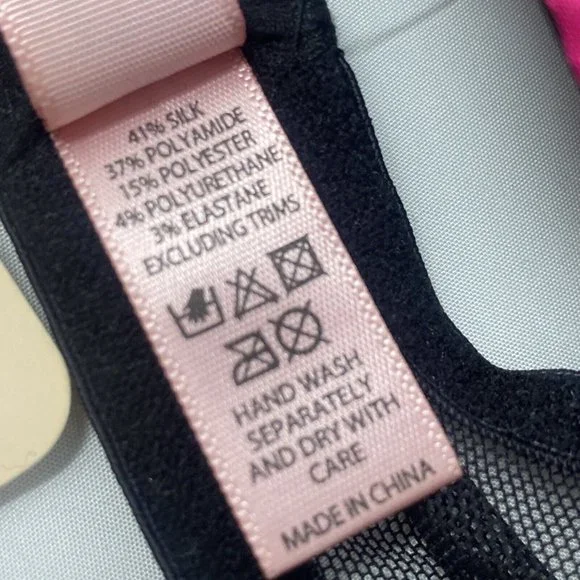 41% SILK
37% POLYAMIDE
15% POLYESTER
4% POLYURETHANE
3% ELASTANE
EXCLUDING TRIMS
HAND WASH
SEPARATELY
AND DRY WITH
CARE
MADE IN CHINA